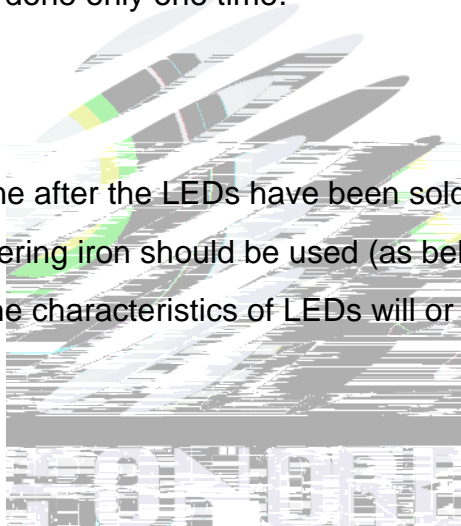 done only one time.
ne after the LEDs have been sold
ering iron should be used (as bel
ne characteristics of LEDs will or